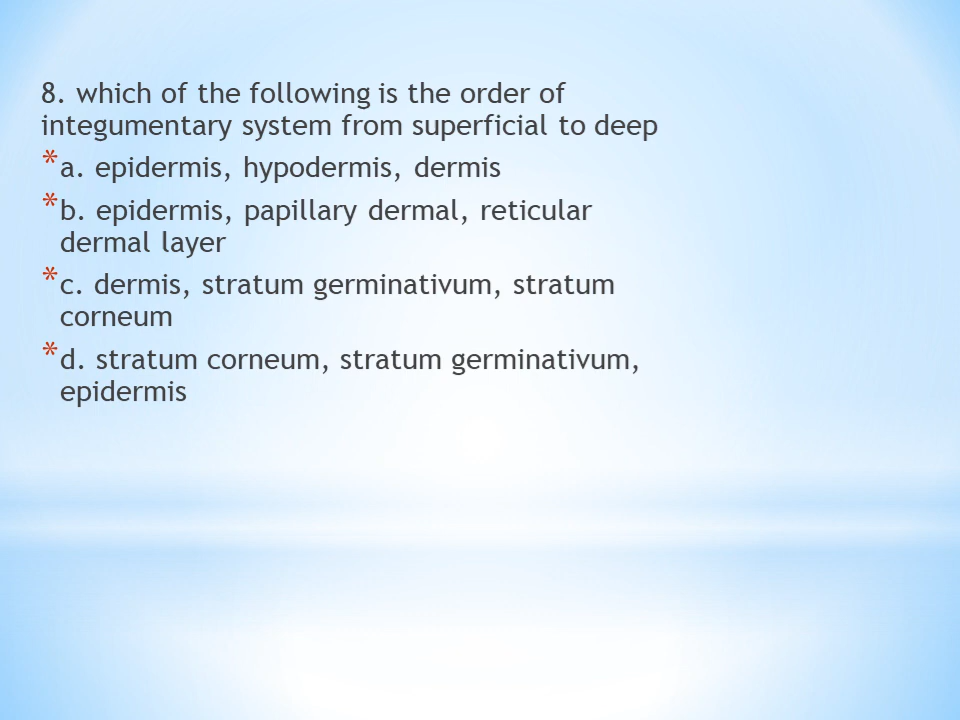 8. which of the following is the order of
integumentary system from superficial to deep
* a. epidermis, hypodermis, dermis
* b. epidermis, papillary dermal, reticular
dermal layer
* c. dermis, stratum germinativum, stratum
corneum
* d. stratum corneum, stratum germinativum,
epidermis